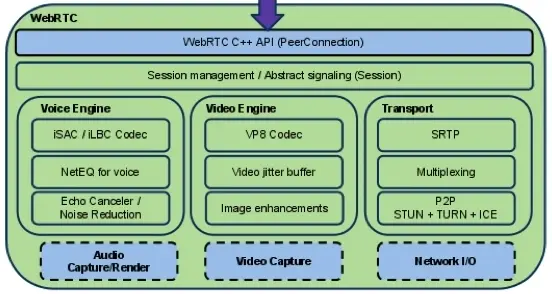 WebRTC
WebRTC C++ API (PeerConnection)
Session management / Abstract signaling (Session)
Voice Engine
iSAC / iLBC Codec
NetEQ for voice
Echo Canceler /
Noise Reduction
Video Engine
VP8 Codec
Video jitter buffer
Image enhancements
Transport
SRTP
Multiplexing
P2P
STUN + TURN + ICE
Audio
Capture/Render
Video Capture
Network I/O